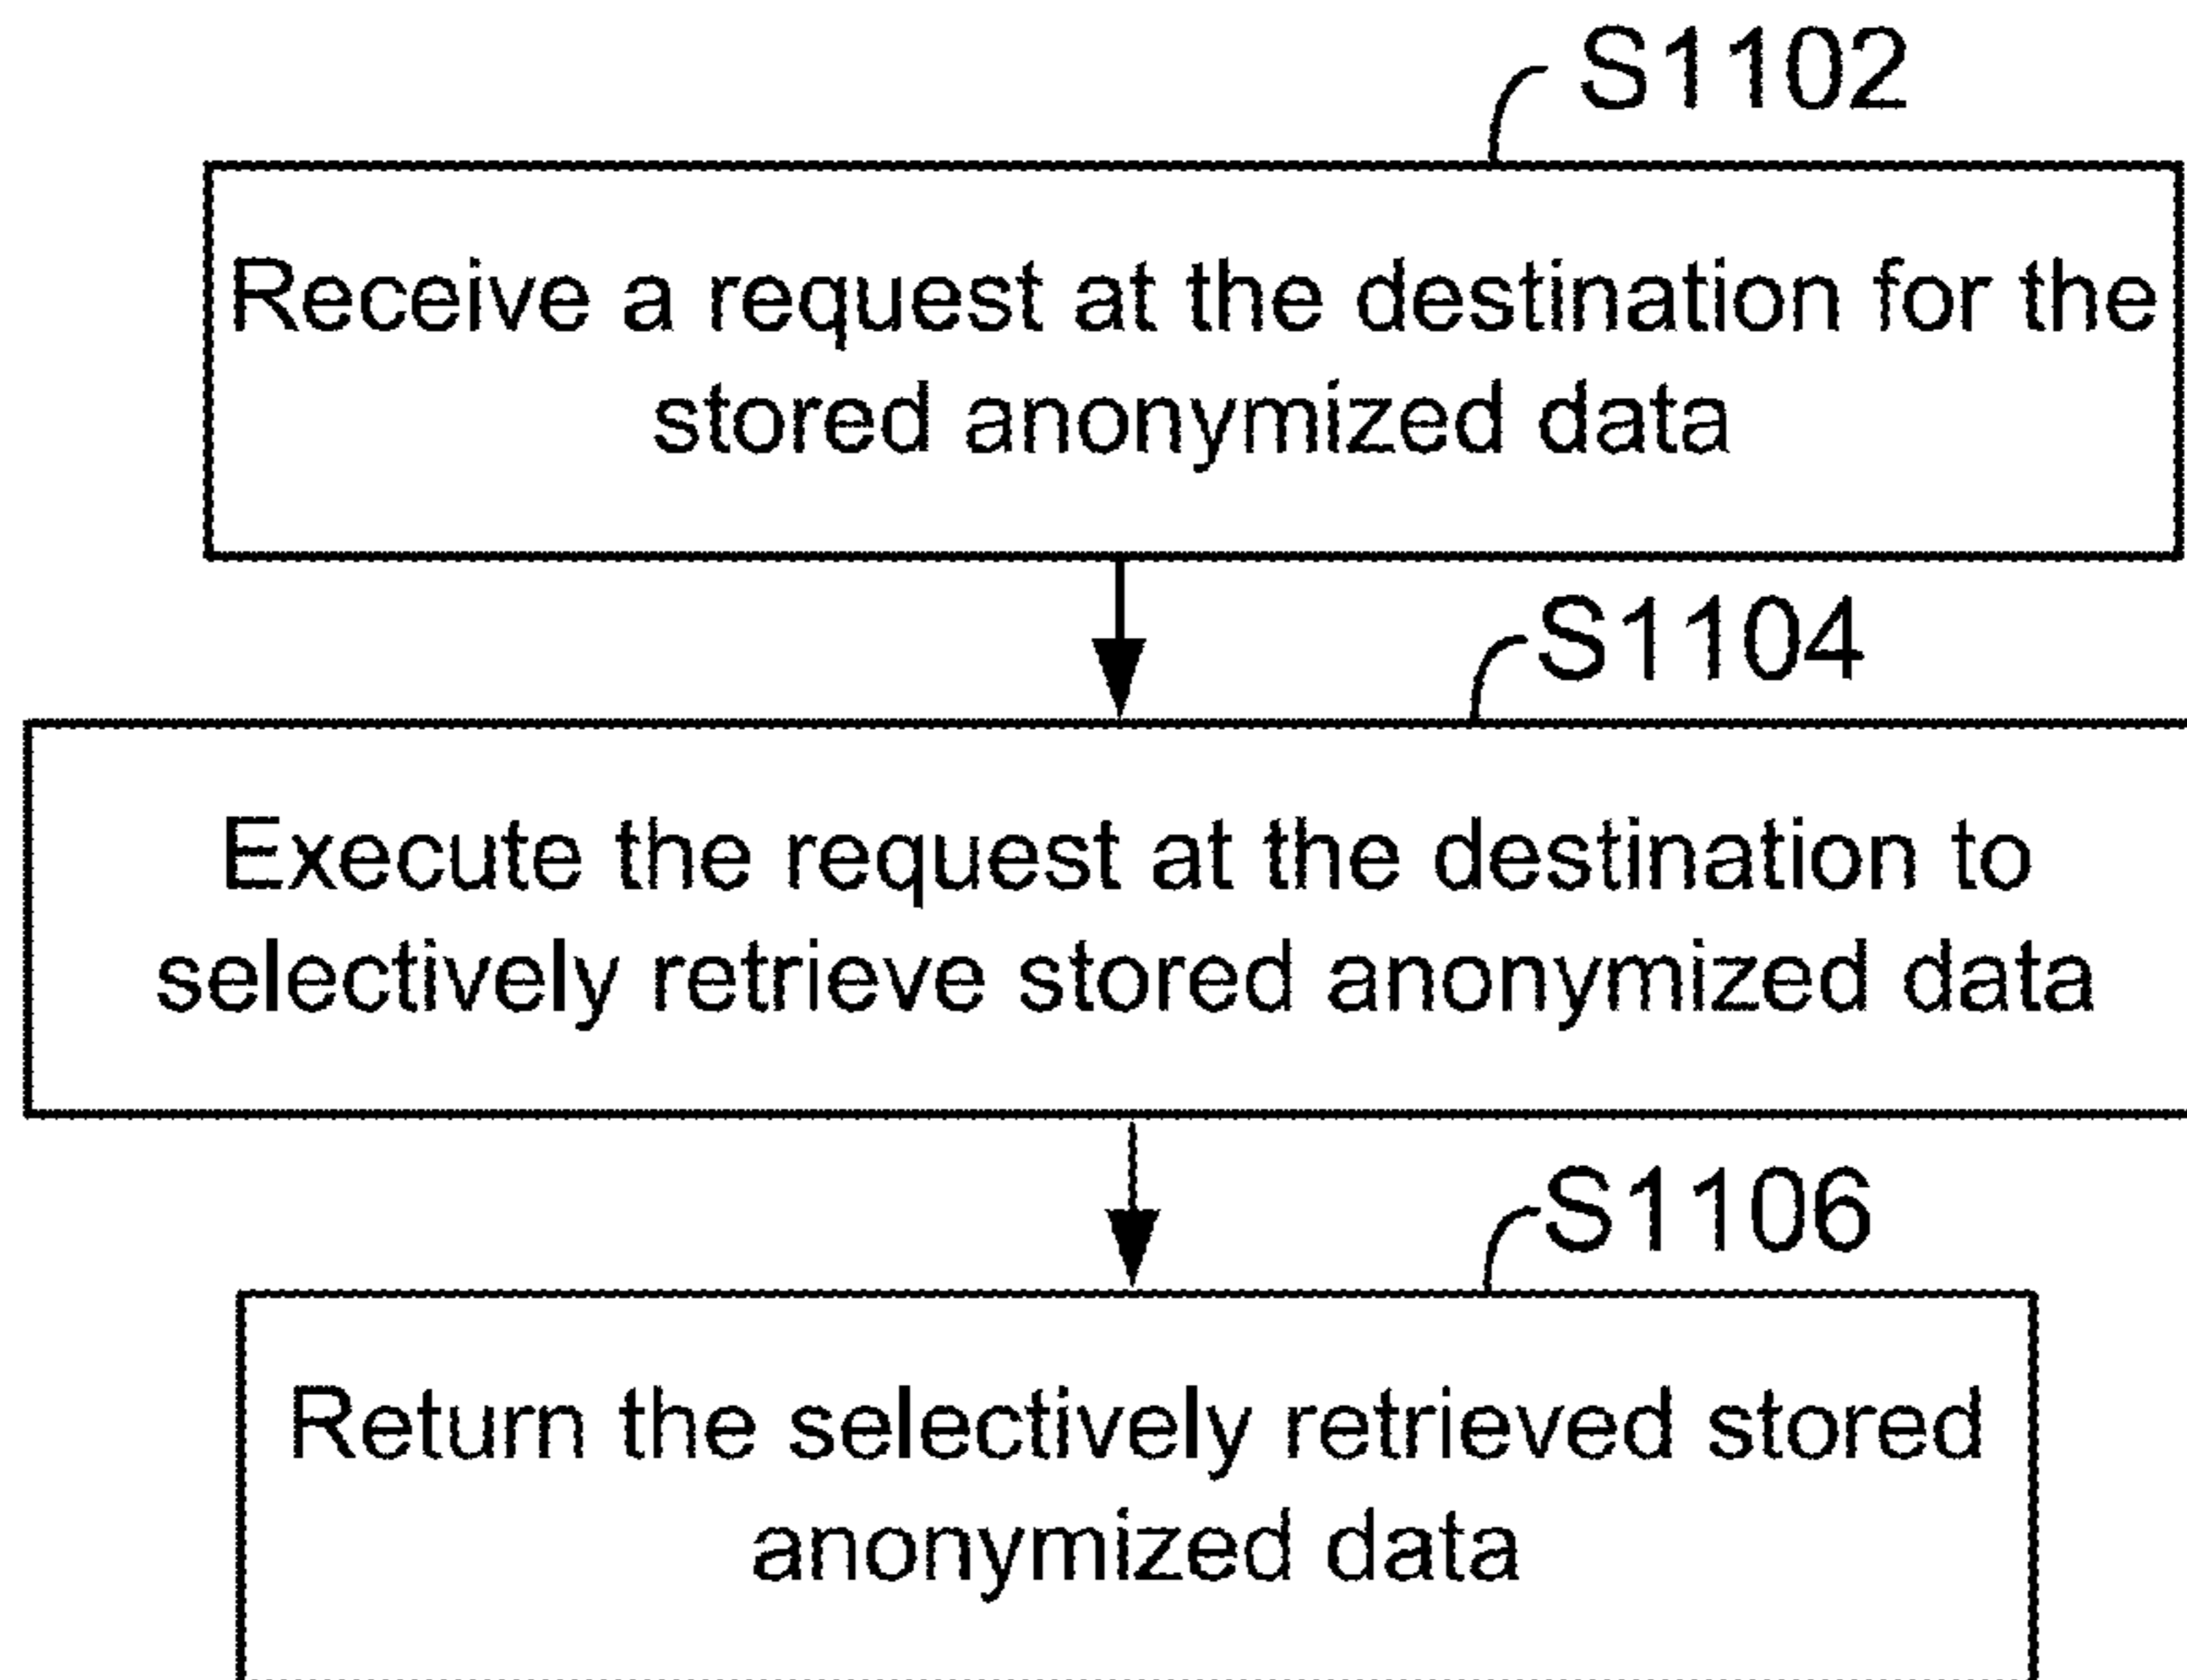 S1102
Receive a request at the destination for the
stored anonymized data
S1104
Execute the request at the destination to
selectively retrieve stored anonymized data
S1106
Return the selectively retrieved stored
anonymized data